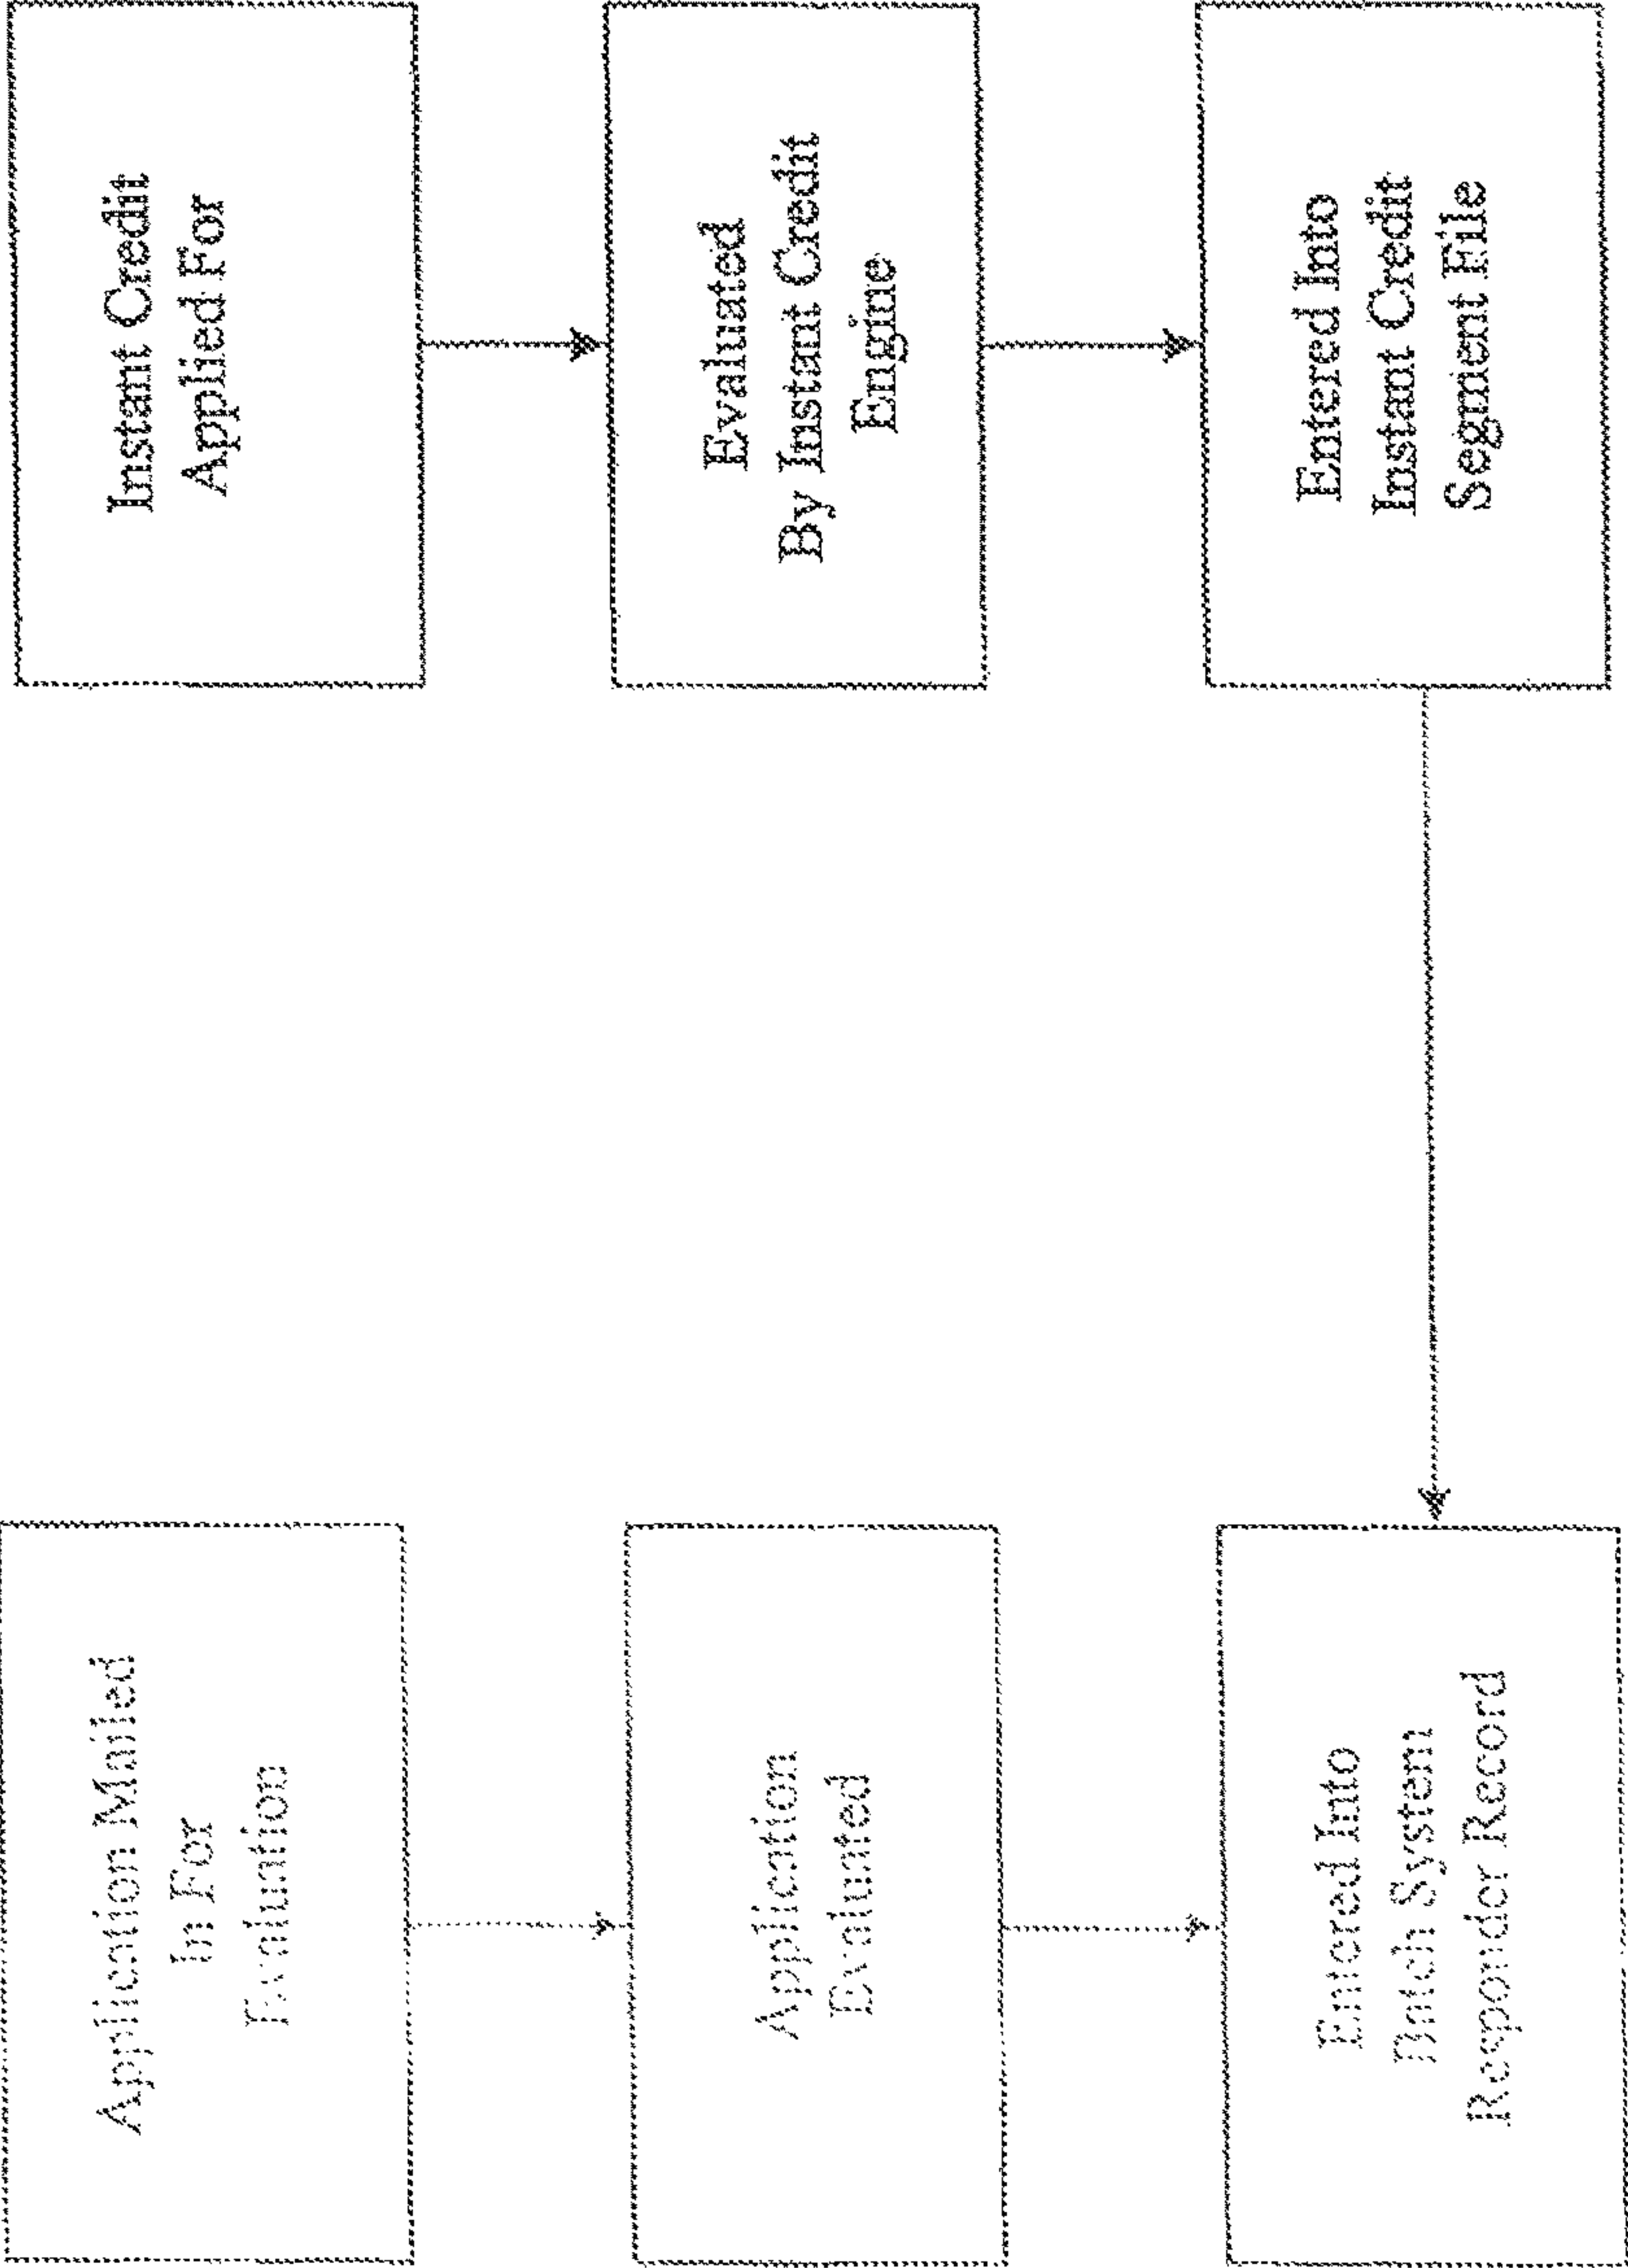 Application Mailed
In For
Evaluation
Application
Evaluated
Entered Into
Batch System
Responder Record
Instant Credit
Applied For
Evaluated
By Instant Credit
Engine
Entered Into
Instant Credit
Segment File